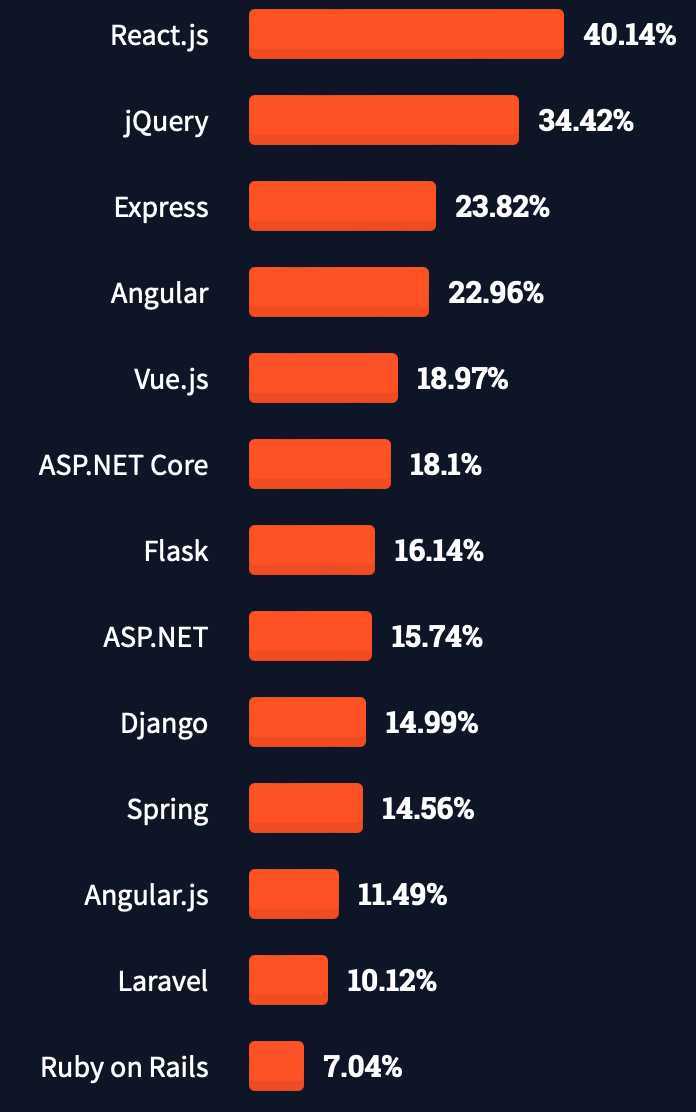 React.js 40.14%
jQuery 34.42%
Express 23.82%
Angular 22.96%
Vue.js 18.97%
ASP.NET Core 18.1%
Flask 16.14%
ASP.NET 15.74%
Django 14.99%
Spring 14.56%
Angular.js 11.49%
Laravel 10.12%
Ruby on Rails 7.04%